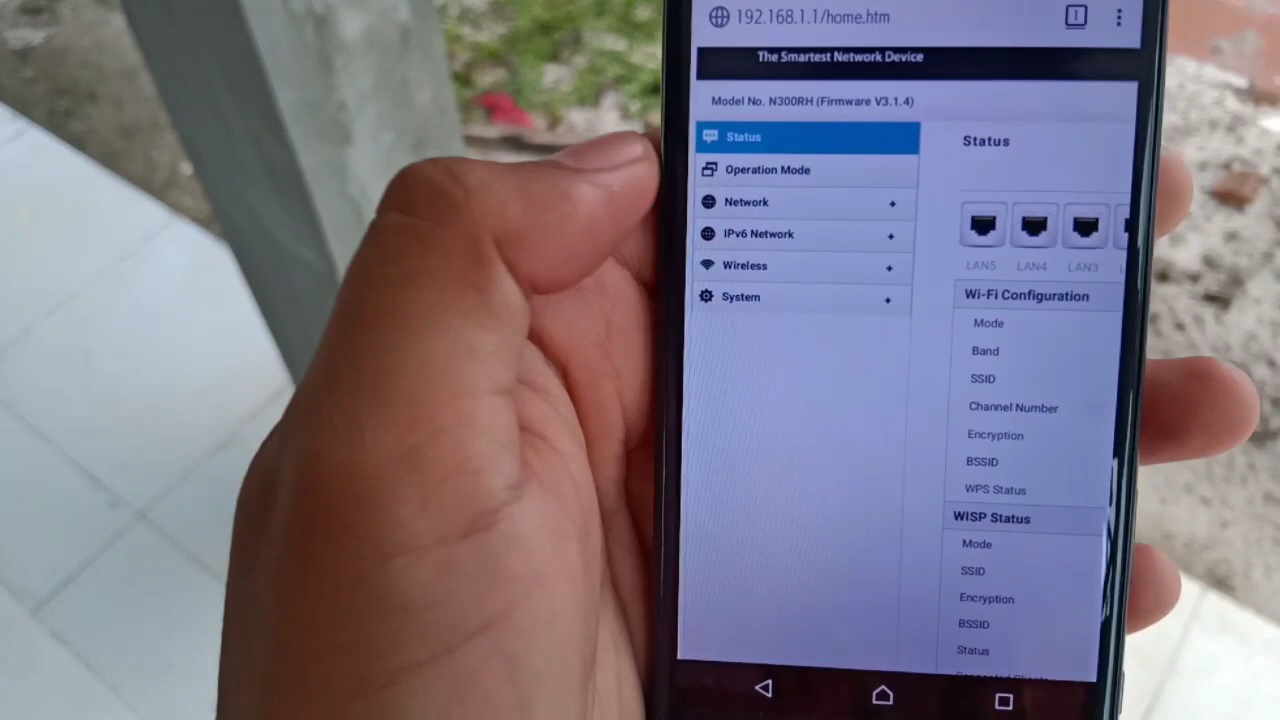 192.168.1.1/home.htm
1
The Smartest Network Device
Model No. N300RH (Firmware V3.1.4)
Status
Operation Mode
Network +
IPv6 Network +
Wireless +
System +
Status
LAN5 LAN4 LAN3
Wi-Fi Configuration
Mode
Band
SSID
Channel Number
Encryption
BSSID
WPS Status
WISP Status
Mode
SSID
Encryption
BSSID
Status